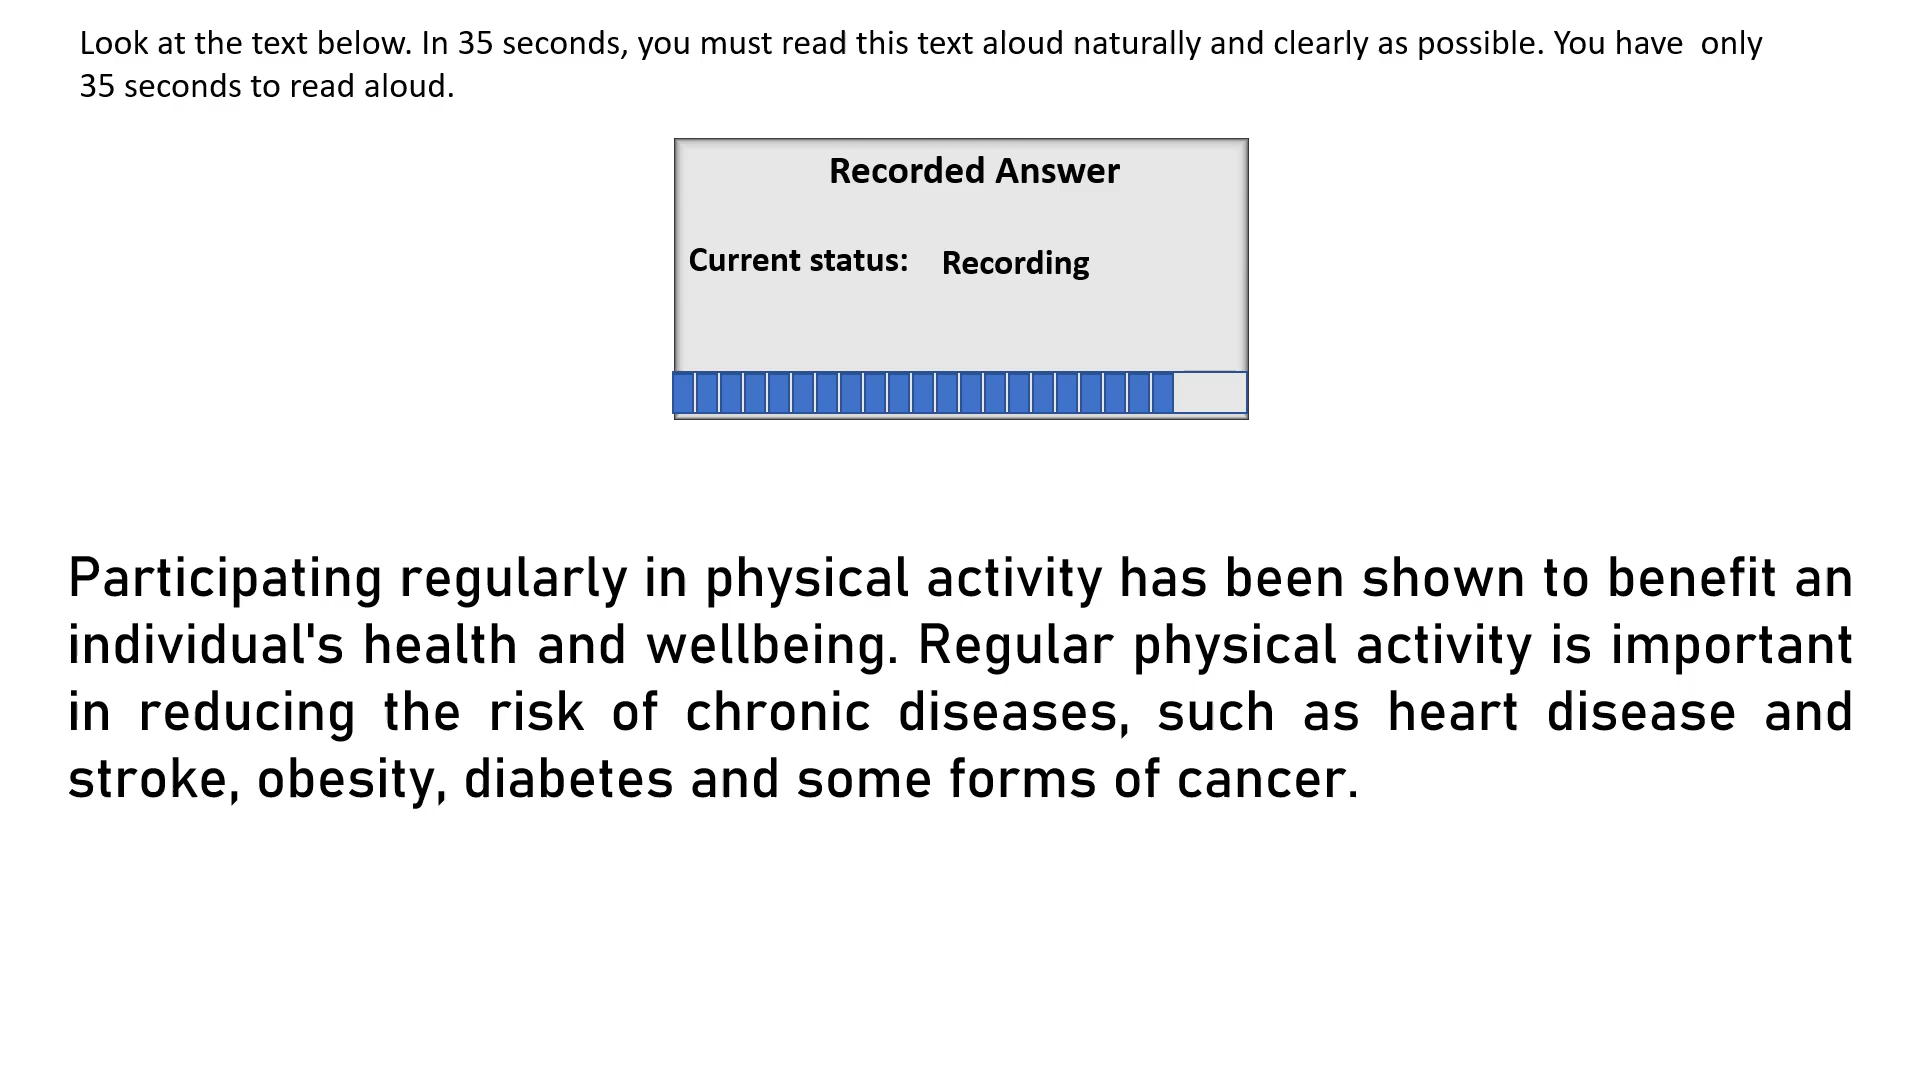 Look at the text below. In 35 seconds, you must read this text aloud naturally and clearly as possible. You have  only
35 seconds to read aloud.
Recorded Answer
Current status: Recording
Participating regularly in physical activity has been shown to benefit an
individual's health and wellbeing. Regular physical activity is important
in reducing the risk of chronic diseases, such as heart disease and
stroke, obesity, diabetes and some forms of cancer.